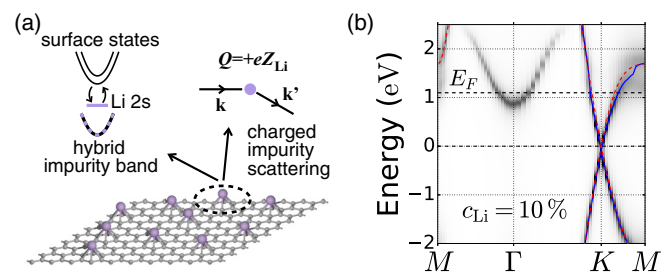 (a)
surface states
Li 2s
hybrid
impurity band
Q=+eZ_Li
k
k'
charged
impurity
scattering
(b)
Energy (eV)
2
1
0
−1
−2
E_F
c_Li = 10 %
M
Γ
K
M